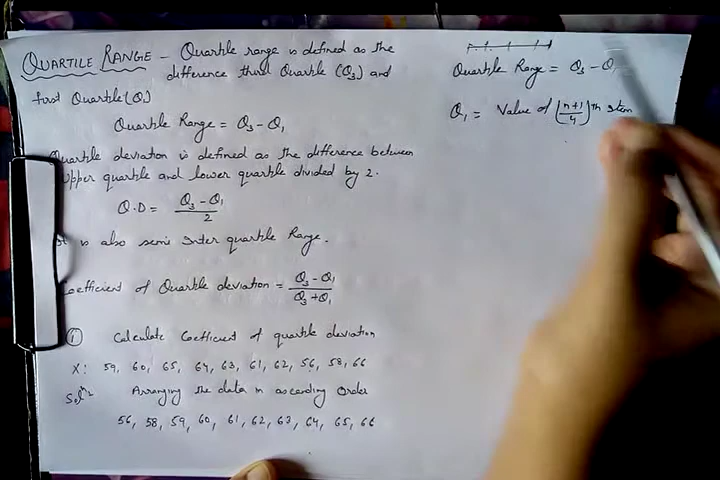 QUARTILE RANGE - Quartile range is defined as the
difference third Quartile (Q3) and
first Quartile (Q1)
Quartile Range = Q3 - Q1
Quartile deviation is defined as the difference between
upper quartile and lower quartile divided by 2.
Q.D = Q3 - Q1 / 2
It is also semi Inter quartile Range.
Coefficient of Quartile deviation = Q3 - Q1 / Q3 + Q1
① Calculate Coefficient of quartile deviation
X: 59, 60, 65, 64, 63, 61, 62, 56, 58, 66
Soln
Arranging the data in ascending Order
56, 58, 59, 60, 61, 62, 63, 64, 65, 66
Quartile Range = Q3 - Q
Q1 = Value of (n+1 / 4)th item